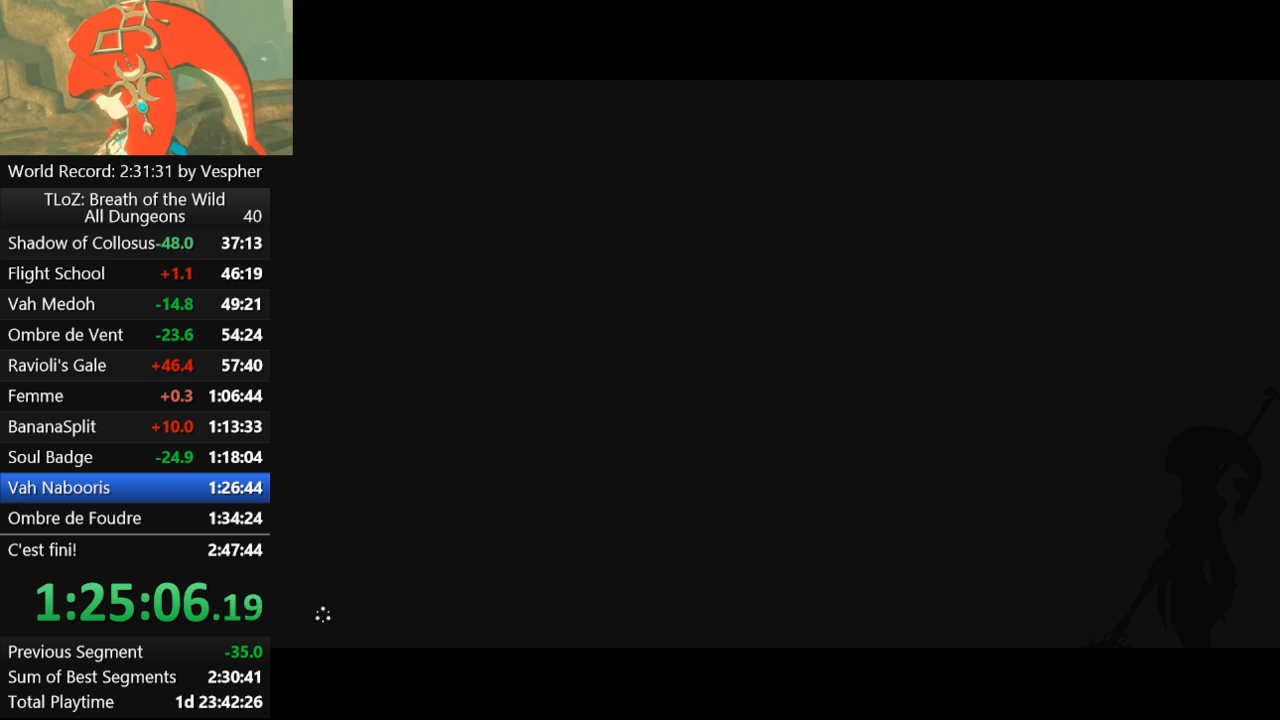 World Record: 2:31:31 by Vespher
TLoZ: Breath of the Wild
All Dungeons 40
Shadow of Collosus -48.0 37:13
Flight School +1.1 46:19
Vah Medoh -14.8 49:21
Ombre de Vent -23.6 54:24
Ravioli's Gale +46.4 57:40
Femme +0.3 1:06:44
BananaSplit +10.0 1:13:33
Soul Badge -24.9 1:18:04
Vah Nabooris 1:26:44
Ombre de Foudre 1:34:24
C'est fini! 2:47:44
1:25:06.19
Previous Segment -35.0
Sum of Best Segments 2:30:41
Total Playtime 1d 23:42:26